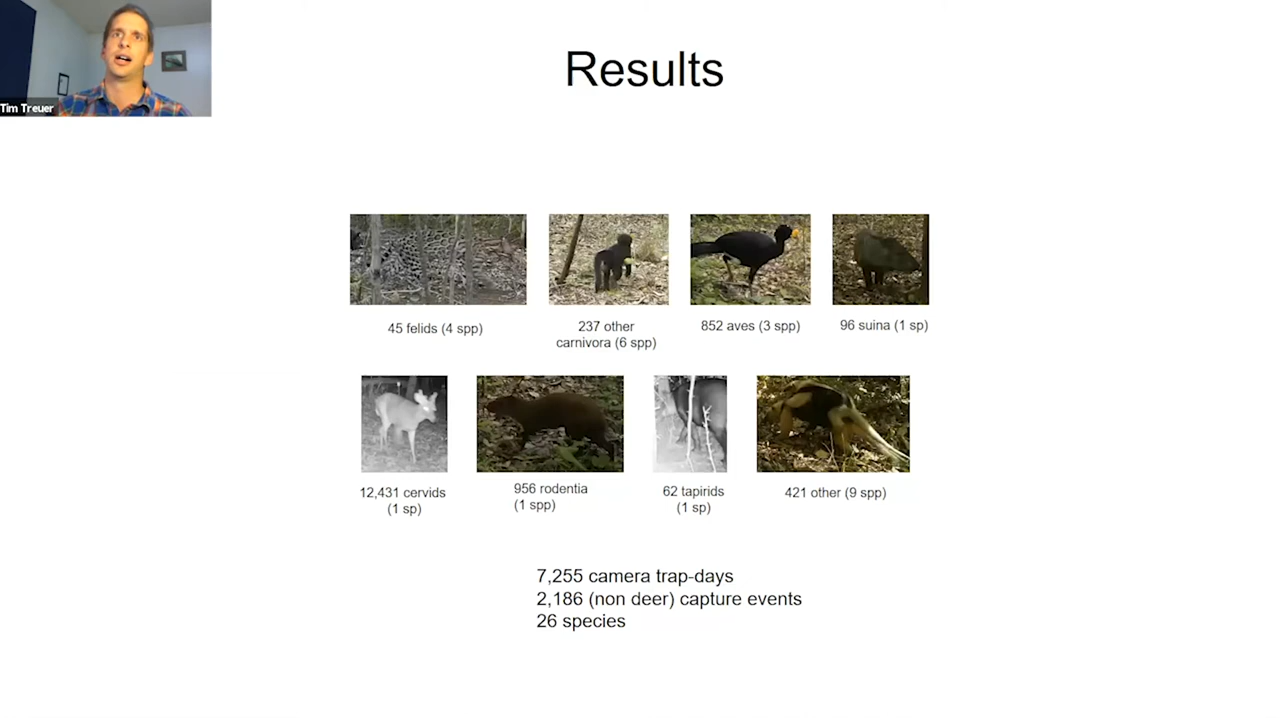 Tim Treuer
Results
45 felids (4 spp)
237 other
carnivora (6 spp)
852 aves (3 spp)
96 suina (1 sp)
12,431 cervids
(1 sp)
956 rodentia
(1 spp)
62 tapirids
(1 sp)
421 other (9 spp)
7,255 camera trap-days
2,186 (non deer) capture events
26 species